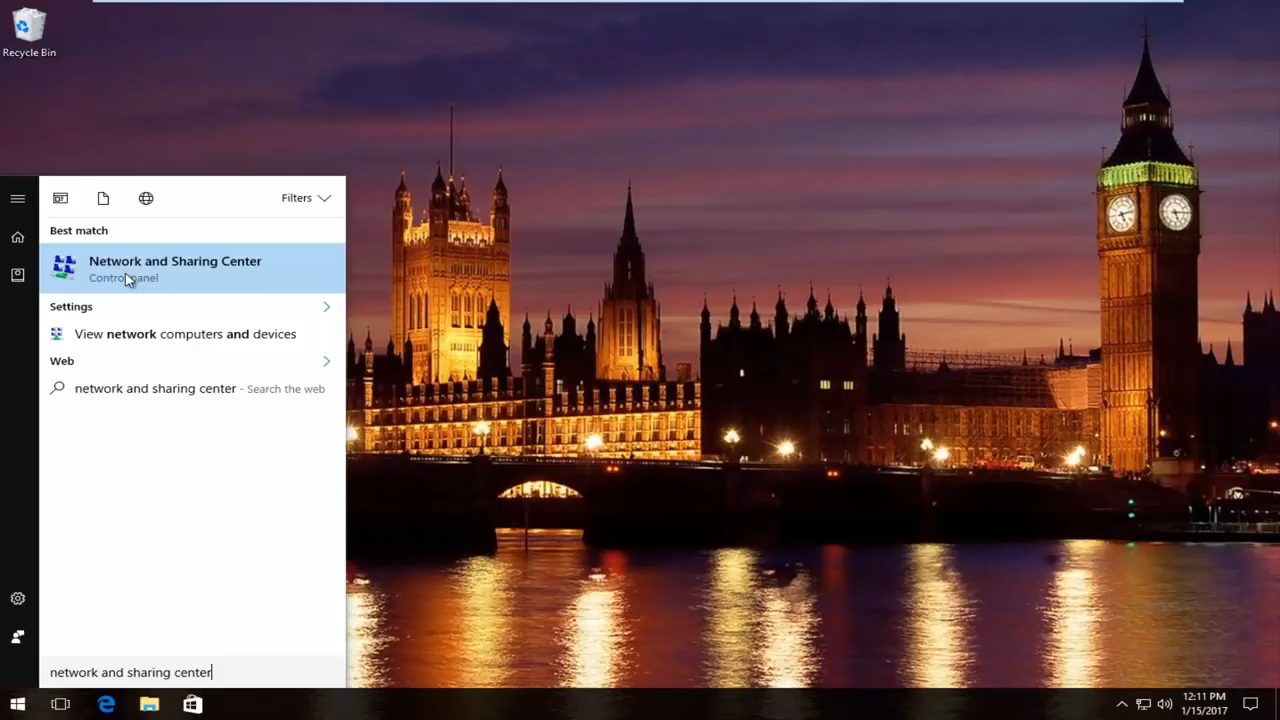 Recycle Bin
Filters
Best match
Network and Sharing Center
Control panel
Settings
View network computers and devices
Web
network and sharing center - Search the web
network and sharing center
12:11 PM
1/15/2017